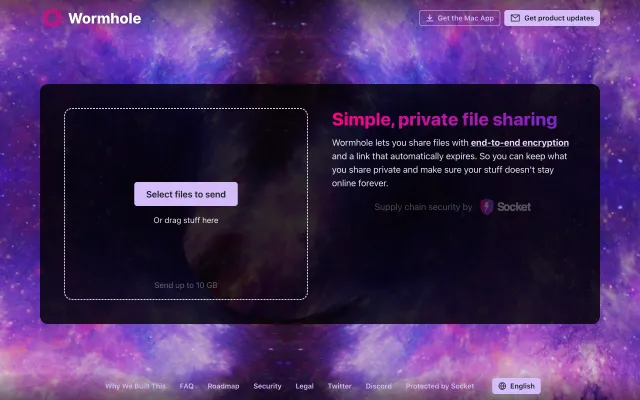 Wormhole
Get the Mac App
Get product updates
Simple, private file sharing
Wormhole lets you share files with end-to-end encryption
and a link that automatically expires. So you can keep what
you share private and make sure your stuff doesn't stay
online forever.
Supply chain security by Socket
Select files to send
Or drag stuff here
Send up to 10 GB
Why We Built This FAQ Roadmap Security Legal Twitter Discord Protected by Socket English